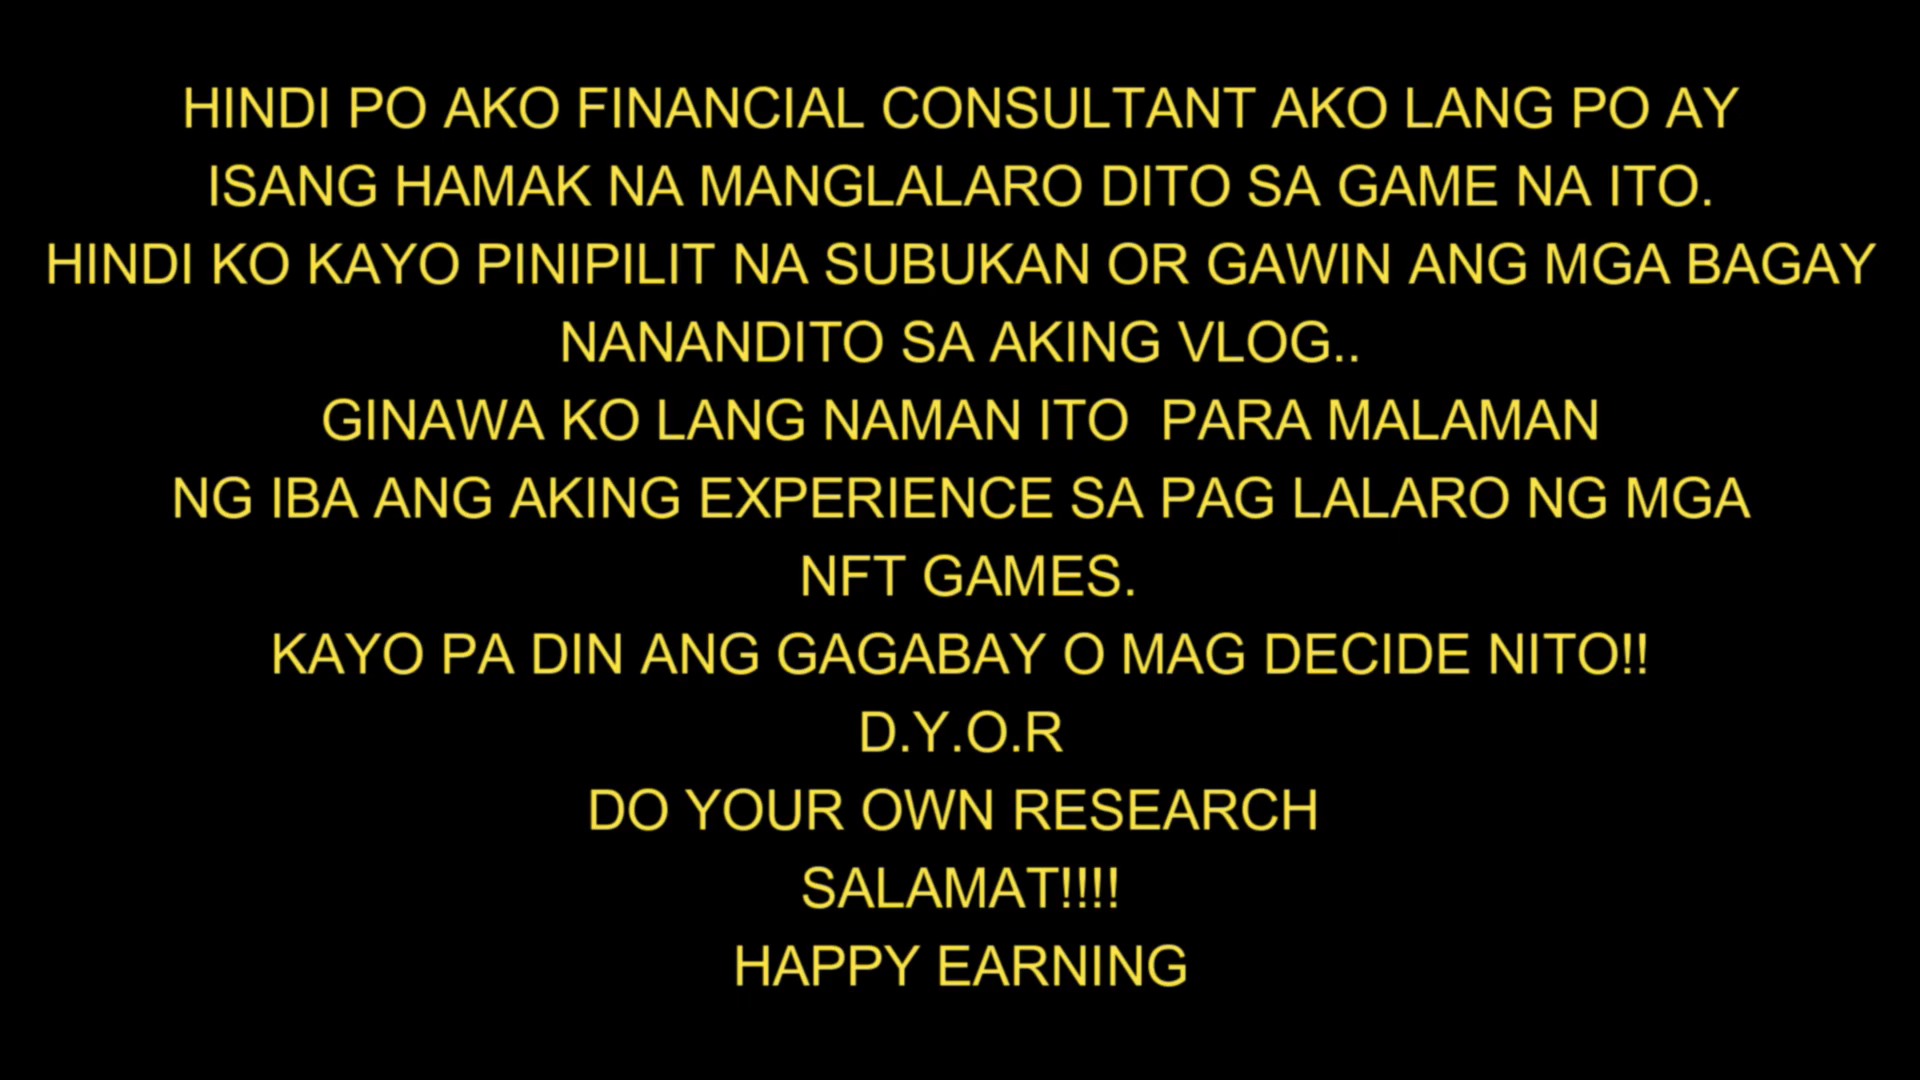 HINDI PO AKO FINANCIAL CONSULTANT AKO LANG PO AY
ISANG HAMAK NA MANGLALARO DITO SA GAME NA ITO.
HINDI KO KAYO PINIPILIT NA SUBUKAN OR GAWIN ANG MGA BAGAY
NANANDITO SA AKING VLOG..
GINAWA KO LANG NAMAN ITO  PARA MALAMAN
NG IBA ANG AKING EXPERIENCE SA PAG LALARO NG MGA
NFT GAMES.
KAYO PA DIN ANG GAGABAY O MAG DECIDE NITO!!
D.Y.O.R
DO YOUR OWN RESEARCH
SALAMAT!!!!
HAPPY EARNING